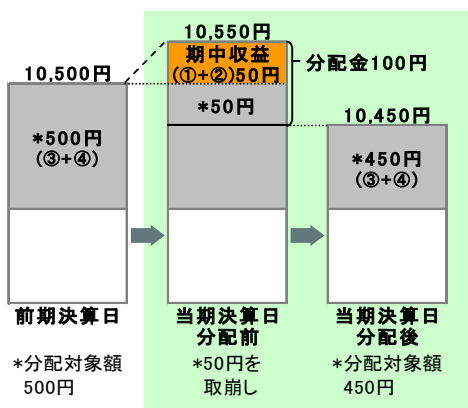 10,550円
期中収益
(①+②)50円
分配金100円
*50円
10,500円
*500円
(③+④)
10,450円
*450円
(③+④)
前期決算日
当期決算日
分配前
当期決算日
分配後
*分配対象額
500円
*50円を
取崩し
*分配対象額
450円